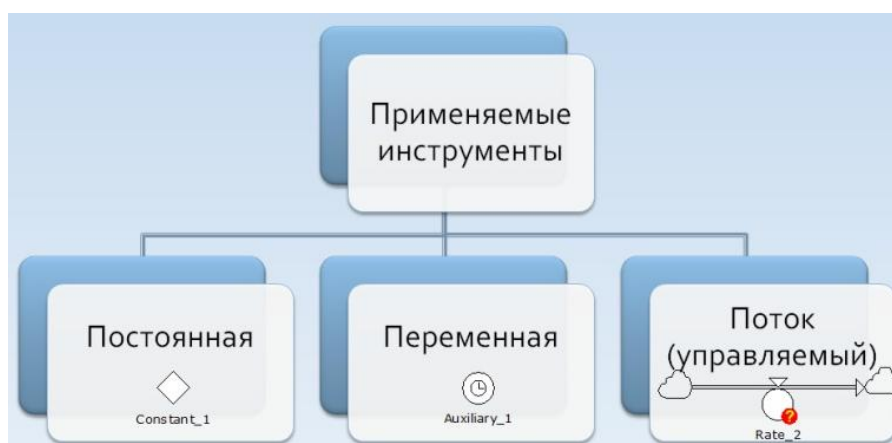 Применяемые
инструменты
Постоянная
Constant_1
Переменная
Auxiliary_1
Поток
(управляемый)
?
Rate_2